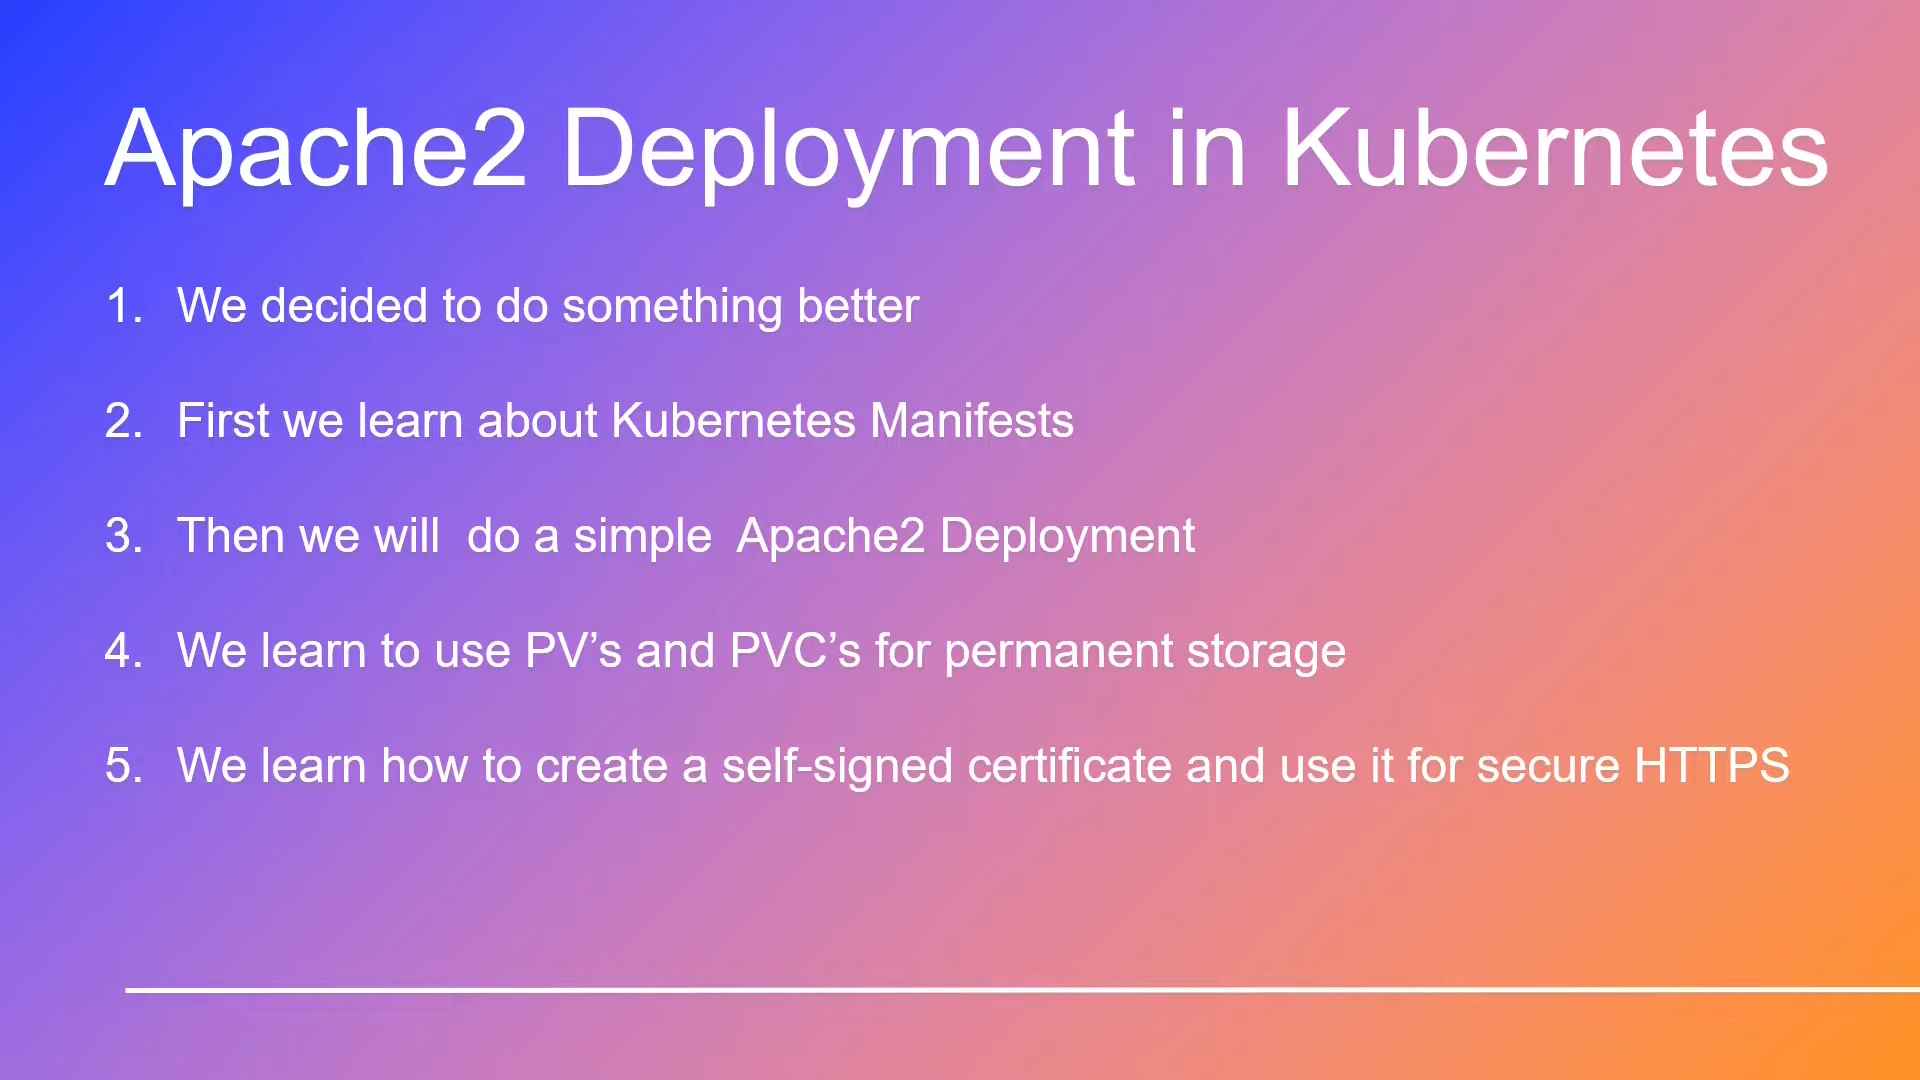 Apache2 Deployment in Kubernetes
1. We decided to do something better
2. First we learn about Kubernetes Manifests
3. Then we will  do a simple  Apache2 Deployment
4. We learn to use PV’s and PVC’s for permanent storage
5. We learn how to create a self-signed certificate and use it for secure HTTPS